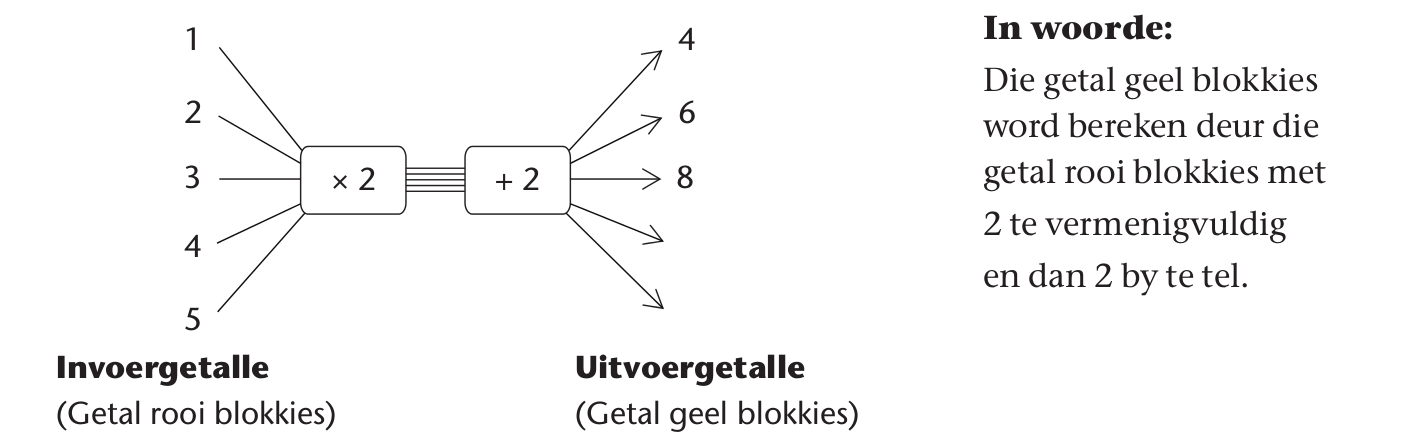 1
2
3
4
5
× 2
+ 2
4
6
8
Invoergetalle
(Getal rooi blokkies)
Uitvoergetalle
(Getal geel blokkies)
In woorde:
Die getal geel blokkies
word bereken deur die
getal rooi blokkies met
2 te vermenigvuldig
en dan 2 by te tel.